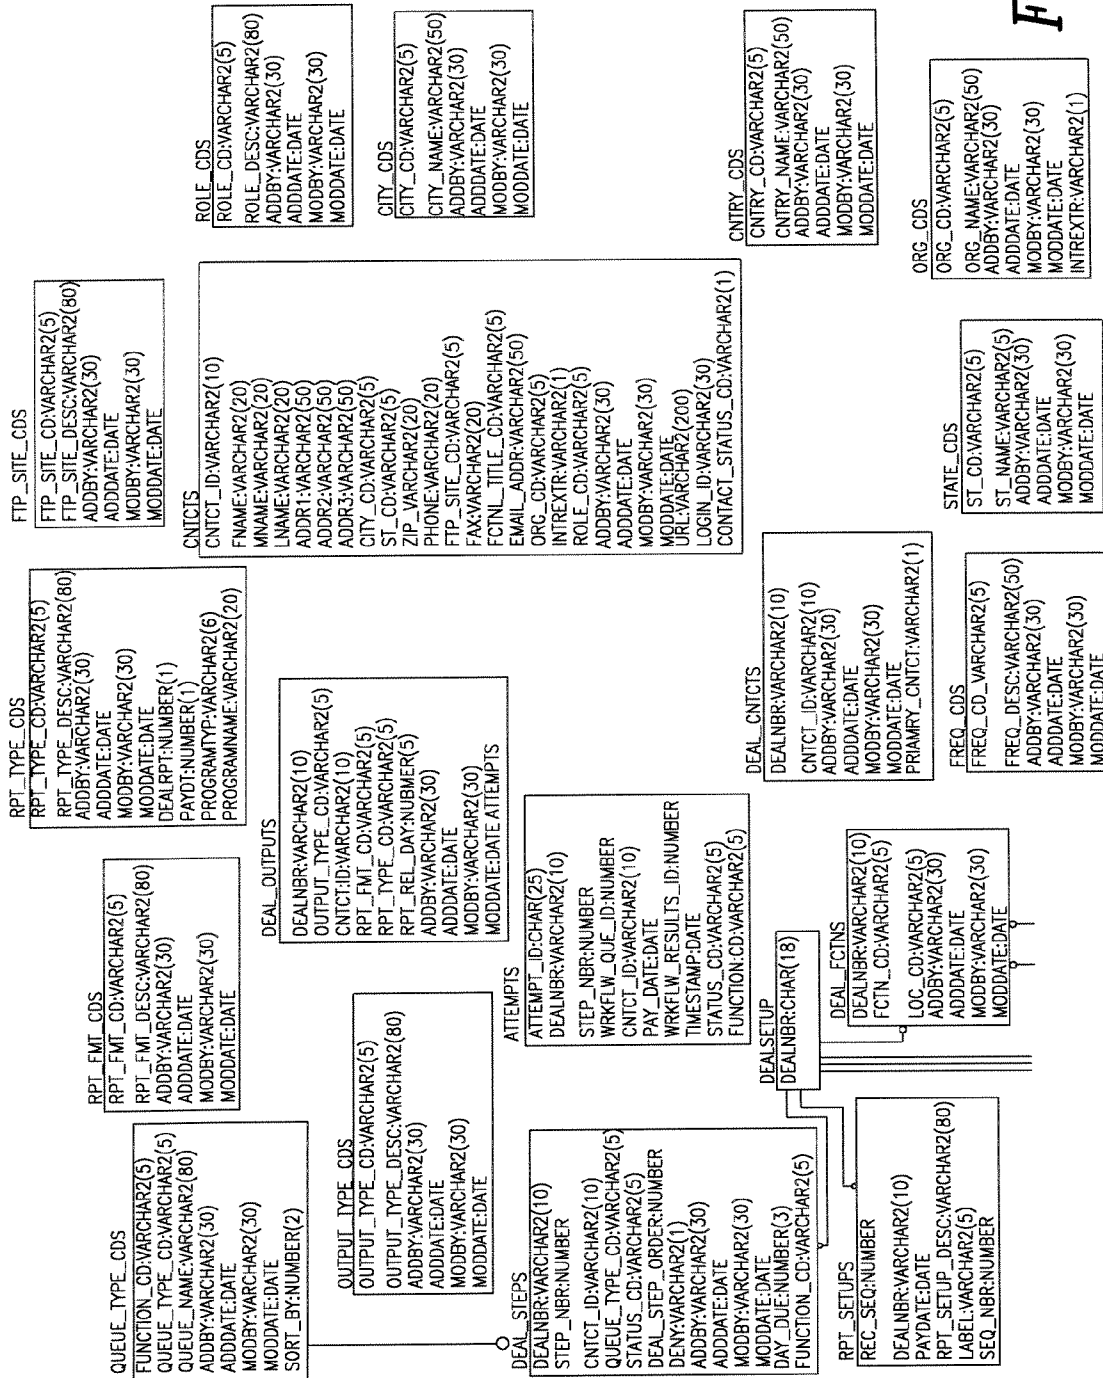 QUEUE_TYPE_CDS
FUNCTION_CD:VARCHAR2(5)
QUEUE_TYPE_CD:VARCHAR2(5)
QUEUE_NAME:VARCHAR2(80)
ADDBY:VARCHAR2(30)
ADDDATE:DATE
MODBY:VARCHAR2(30)
MODDATE:DATE
SORT_BY:NUMBER(2)
RPT_FMT_CDS
RPT_FMT_CD:VARCHAR2(5)
RPT_FMT_DESC:VARCHAR2(80)
ADDBY:VARCHAR2(30)
ADDDATE:DATE
MODBY:VARCHAR2(30)
MODDATE:DATE
RPT_TYPE_CDS
RPT_TYPE_CD:VARCHAR2(5)
RPT_TYPE_DESC:VARCHAR2(80)
ADDBY:VARCHAR2(30)
ADDDATE:DATE
MODBY:VARCHAR2(30)
MODDATE:DATE
DEALRPT:NUMBER(1)
PAYDT:NUMBER(1)
PROGRAMTYP:VARCHAR2(6)
PROGRAMNAME:VARCHAR2(20)
FTP_SITE_CDS
FTP_SITE_CD:VARCHAR2(5)
FTP_SITE_DESC:VARCHAR2(80)
ADDBY:VARCHAR2(30)
ADDDATE:DATE
MODBY:VARCHAR2(30)
MODDATE:DATE
ROLE_CDS
ROLE_CD:VARCHAR2(5)
ROLE_DESC:VARCHAR2(80)
ADDBY:VARCHAR2(30)
ADDDATE:DATE
MODBY:VARCHAR2(30)
MODDATE:DATE
OUTPUT_TYPE_CDS
OUTPUT_TYPE_CD:VARCHAR2(5)
OUTPUT_TYPE_DESC:VARCHAR2(80)
ADDBY:VARCHAR2(30)
ADDDATE:DATE
MODBY:VARCHAR2(30)
MODDATE:DATE
DEAL_OUTPUTS
DEALNBR:VARCHAR2(10)
OUTPUT_TYPE_CD:VARCHAR2(5)
CNTCT:ID:VARCHAR2(10)
RPT_FMT_CD:VARCHAR2(5)
RPT_TYPE_CD:VARCHAR2(5)
RPT_REL_DAY:NUBMER(5)
ADDBY:VARCHAR2(30)
ADDDATE:DATE
MODBY:VARCHAR2(30)
MODDATE:DATE ATTEMPTS
CNTCTS
CNTCT_ID:VARCHAR2(10)
FNAME:VARCHAR2(20)
MNAME:VARCHAR2(20)
LNAME:VARCHAR2(20)
ADDR1:VARCHAR2(50)
ADDR2:VARCHAR2(50)
ADDR3:VARCHAR2(50)
CITY_CD:VARCHAR2(5)
ST_CD:VARCHAR2(5)
ZIP_VARCHAR2(20)
PHONE:VARCHAR2(20)
FTP_SITE_CD:VARCHAR2(5)
FAX:VARCHAR2(20)
FCTNL_TITLE_CD:VARCHAR2(5)
EMAIL_ADDR:VARCHAR2(50)
ORG_CD:VARCHAR2(5)
INTREXTR:VARCHAR2(1)
ROLE_CD:VARCHAR2(5)
ADDBY:VARCHAR2(30)
ADDDATE:DATE
MODBY:VARCHAR2(30)
MODDATE:DATE
URL:VARCHAR2(200)
LOGIN_ID:VARCHAR2(30)
CONTACT_STATUS_CD:VARCHAR2(1)
CITY_CDS
CITY_CD:VARCHAR2(5)
CITY_NAME:VARCHAR2(50)
ADDBY:VARCHAR2(30)
ADDDATE:DATE
MODBY:VARCHAR2(30)
MODDATE:DATE
DEAL_STEPS
DEALNBR:VARCHAR2(10)
STEP_NBR:NUMBER
CNTCT_ID:VARCHAR2(10)
QUEUE_TYPE_CD:VARCHAR2(5)
STATUS_CD:VARCHAR2(5)
DEAL_STEP_ORDER:NUMBER
DENY:VARCHAR2(1)
ADDBY:VARCHAR2(30)
ADDDATE:DATE
MODBY:VARCHAR2(30)
MODDATE:DATE
DAY_DUE:NUMBER(3)
FUNCTION_CD:VARCHAR2(5)
ATTEMPTS
ATTEMPT_ID:CHAR(25)
DEALNBR:VARCHAR2(10)
STEP_NBR:NUMBER
WRKFLW_QUE_ID:NUMBER
CNTCT_ID:VARCHAR2(10)
PAY_DATE:DATE
WRKFLW_RESULTS_ID:NUMBER
TIMESTAMP:DATE
STATUS_CD:VARCHAR2(5)
FUNCTION:CD:VARCHAR2(5)
DEAL_CNTCTS
DEALNBR:VARCHAR2(10)
CNTCT_ID:VARCHAR2(10)
ADDBY:VARCHAR2(30)
ADDDATE:DATE
MODBY:VARCHAR2(30)
MODDATE:DATE
PRIAMRY_CNTCT:VARCHAR2(1)
CNTRY_CDS
CNTRY_CD:VARCHAR2(5)
CNTRY_NAME:VARCHAR2(50)
ADDBY:VARCHAR2(30)
ADDDATE:DATE
MODBY:VARCHAR2(30)
MODDATE:DATE
DEALSETUP
DEALNBR:CHAR(18)
RPT_SETUPS
REC_SEQ:NUMBER
DEALNBR:VARCHAR2(10)
PAYDATE:DATE
RPT_SETUP_DESC:VARCHAR2(80)
LABEL:VARCHAR2(5)
SEQ_NBR:NUMBER
DEAL_FCTNS
DEALNBR:VARCHAR2(10)
FCTN_CD:VARCHAR2(5)
LOC_CD:VARCHAR2(5)
ADDBY:VARCHAR2(30)
ADDDATE:DATE
MODBY:VARCHAR2(30)
MODDATE:DATE
FREQ_CDS
FREQ_CD_VARCHAR2(5)
FREQ_DESC:VARCHAR2(50)
ADDBY:VARCHAR2(30)
ADDDATE:DATE
MODBY:VARCHAR2(30)
MODDATE:DATE
STATE_CDS
ST_CD:VARCHAR2(5)
ST_NAME:VARCHAR2(5)
ADDBY:VARCHAR2(30)
ADDDATE:DATE
MODBY:VARCHAR2(30)
MODDATE:DATE
ORG_CDS
ORG_CD:VARCHAR2(5)
ORG_NAME:VARCHAR2(50)
ADDBY:VARCHAR2(30)
ADDDATE:DATE
MODBY:VARCHAR2(30)
MODDATE:DATE
INTREXTR:VARCHAR2(1)